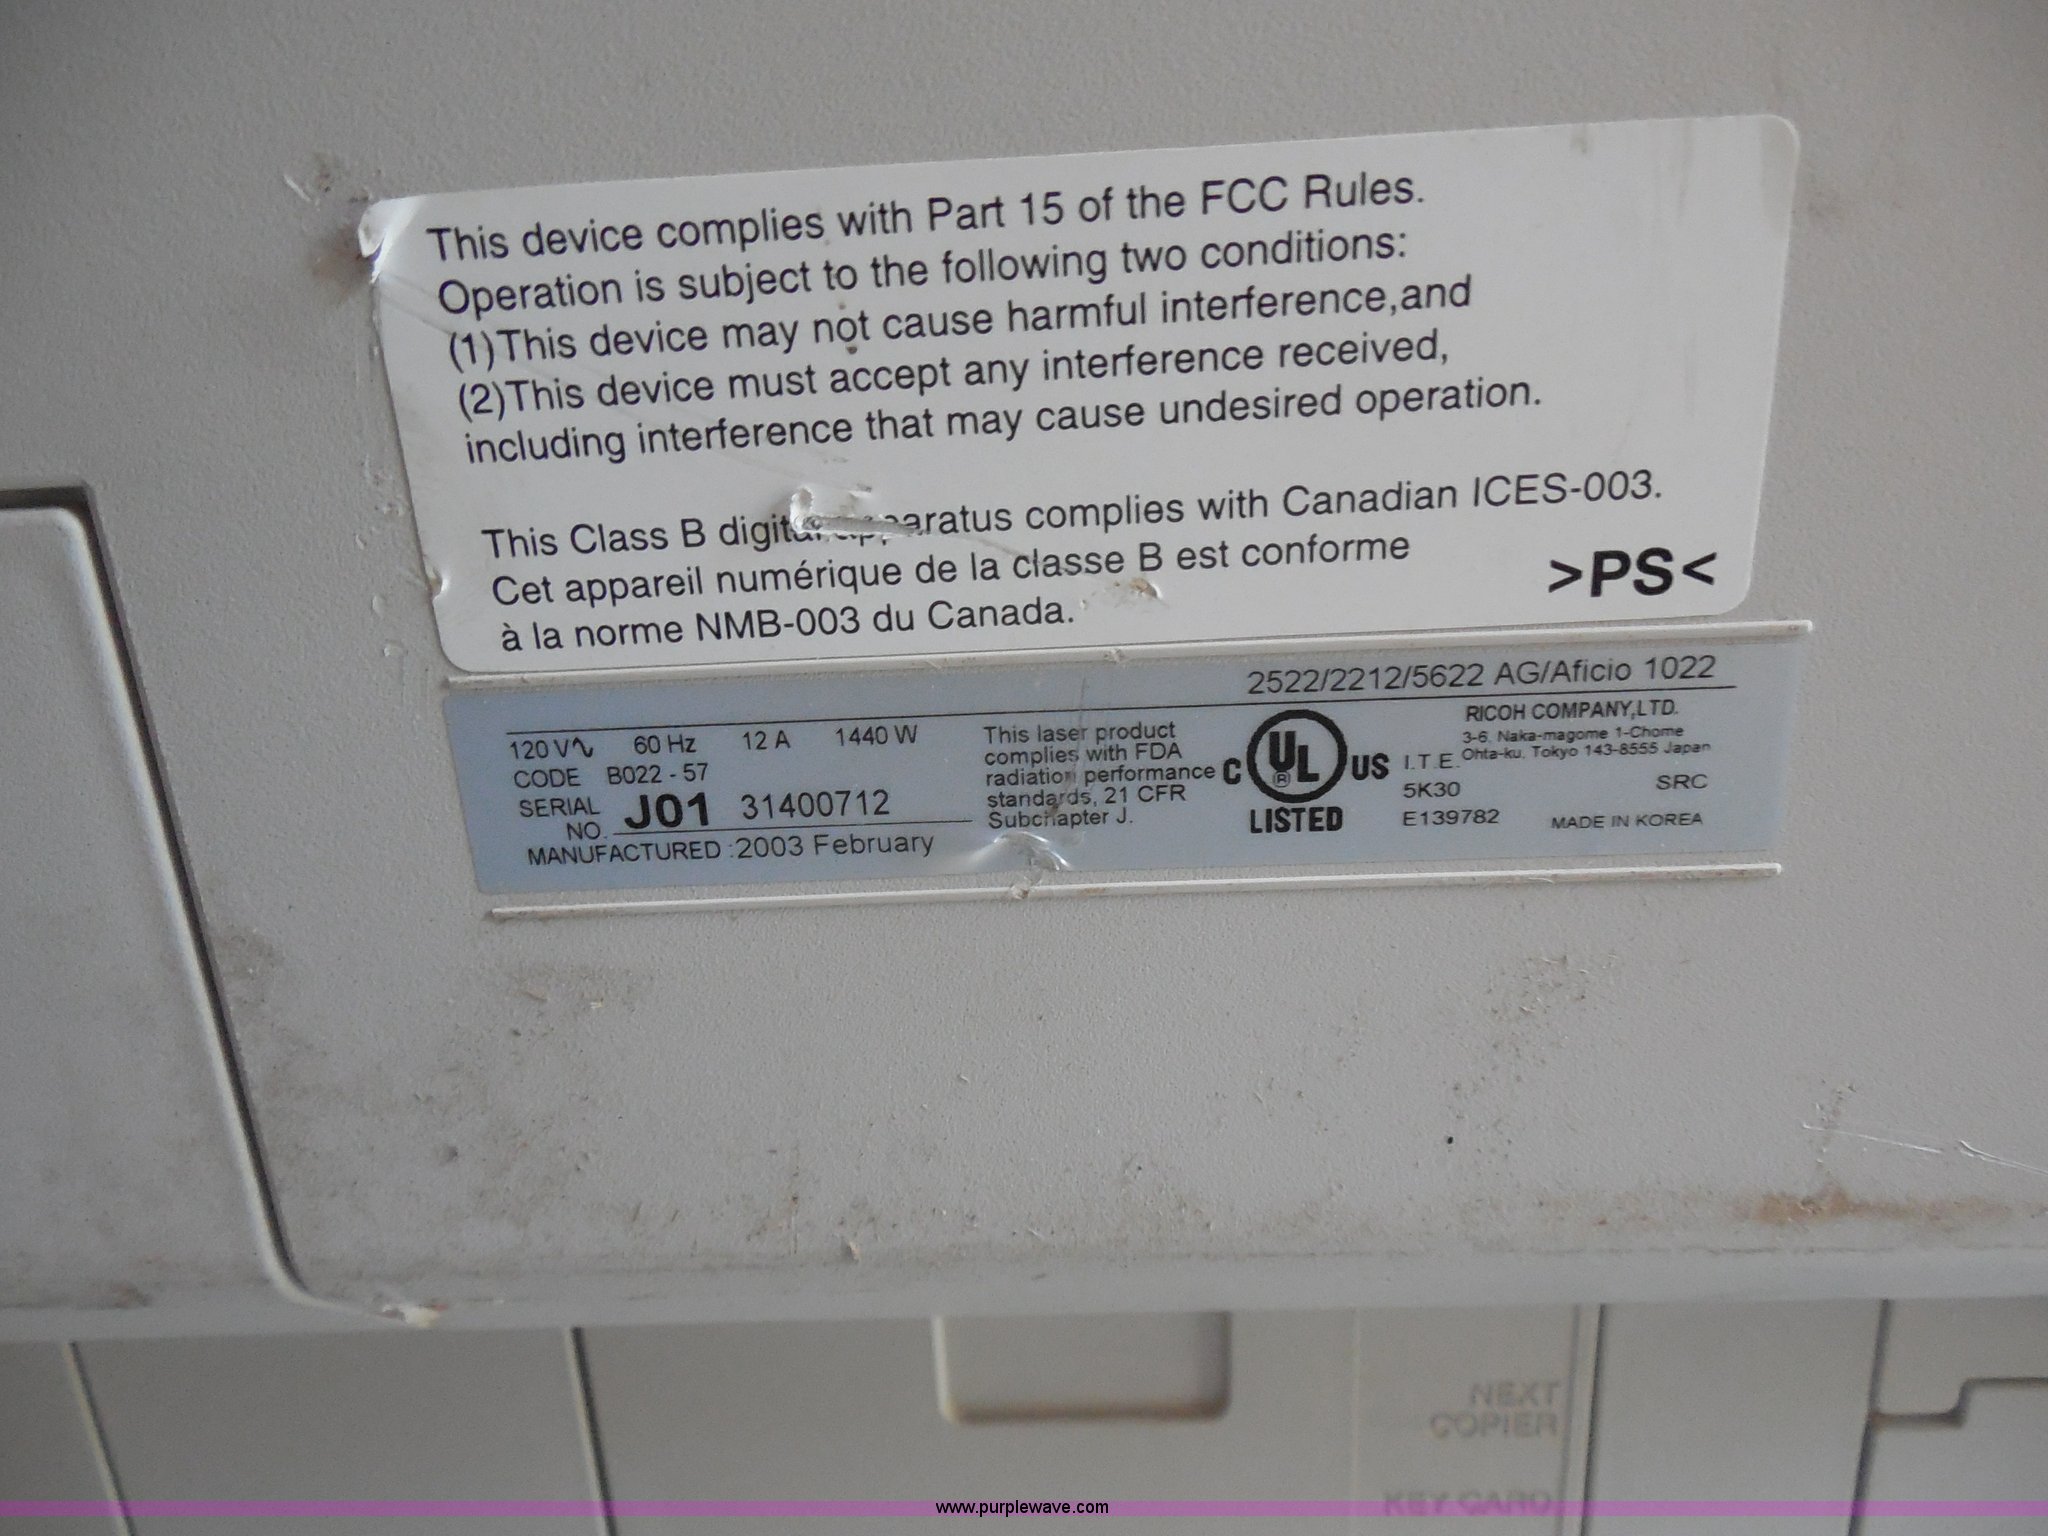 This device complies with Part 15 of the FCC Rules.
Operation is subject to the following two conditions:
(1)This device may not cause harmful interference,and
(2)This device must accept any interference received,
including interference that may cause undesired operation.
This Class B digital apparatus complies with Canadian ICES-003.
Cet appareil numérique de la classe B est conforme
à la norme NMB-003 du Canada.
>PS<
2522/2212/5622 AG/Aficio 1022
120 V∿ 60 Hz 12 A 1440 W
CODE B022 - 57
SERIAL NO. J01 31400712
MANUFACTURED :2003 February
This laser product
complies with FDA
radiation performance
standards, 21 CFR
Subchapter J.
C UL ® US
LISTED
I.T.E.
5K30
E139782
RICOH COMPANY,LTD.
3-6, Naka-magome 1-Chome
Ohta-ku, Tokyo 143-8555 Japan
SRC
MADE IN KOREA
NEXT
COPIER
KEY CARD
www.purplewave.com